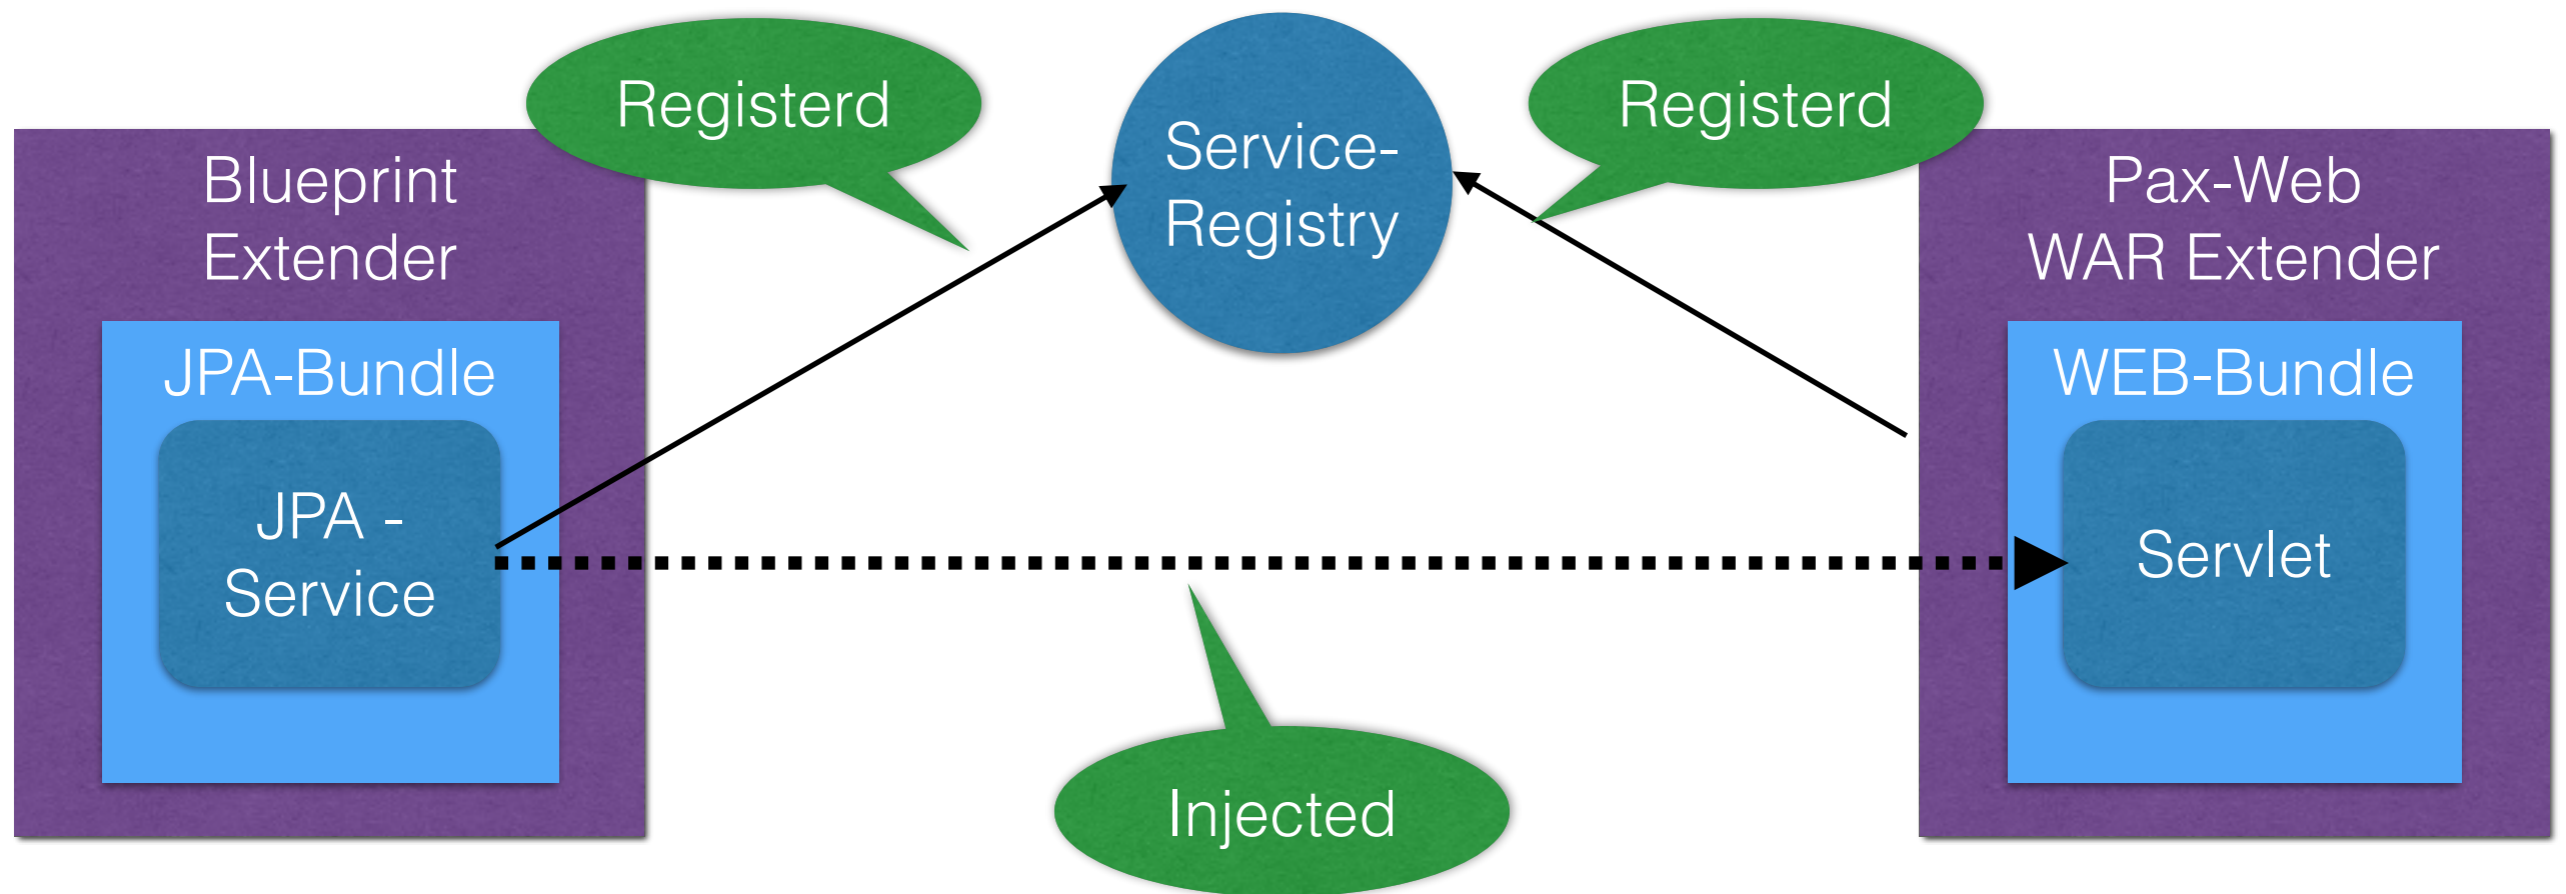 Registerd
Service-
Registry
Registerd
Blueprint
Extender
JPA-Bundle
JPA -
Service
Pax-Web
WAR Extender
WEB-Bundle
Servlet
Injected